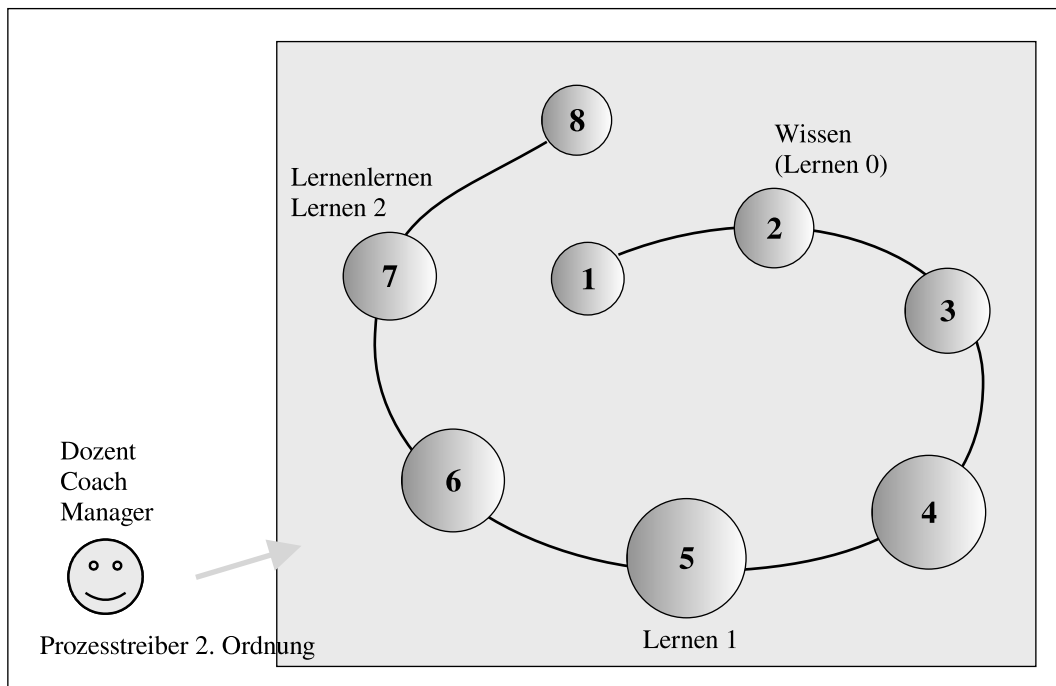 8
Wissen
(Lernen 0)
Lernenlernen
Lernen 2
2
7
1
3
Dozent
Coach
Manager
6
4
5
Lernen 1
Prozesstreiber 2. Ordnung